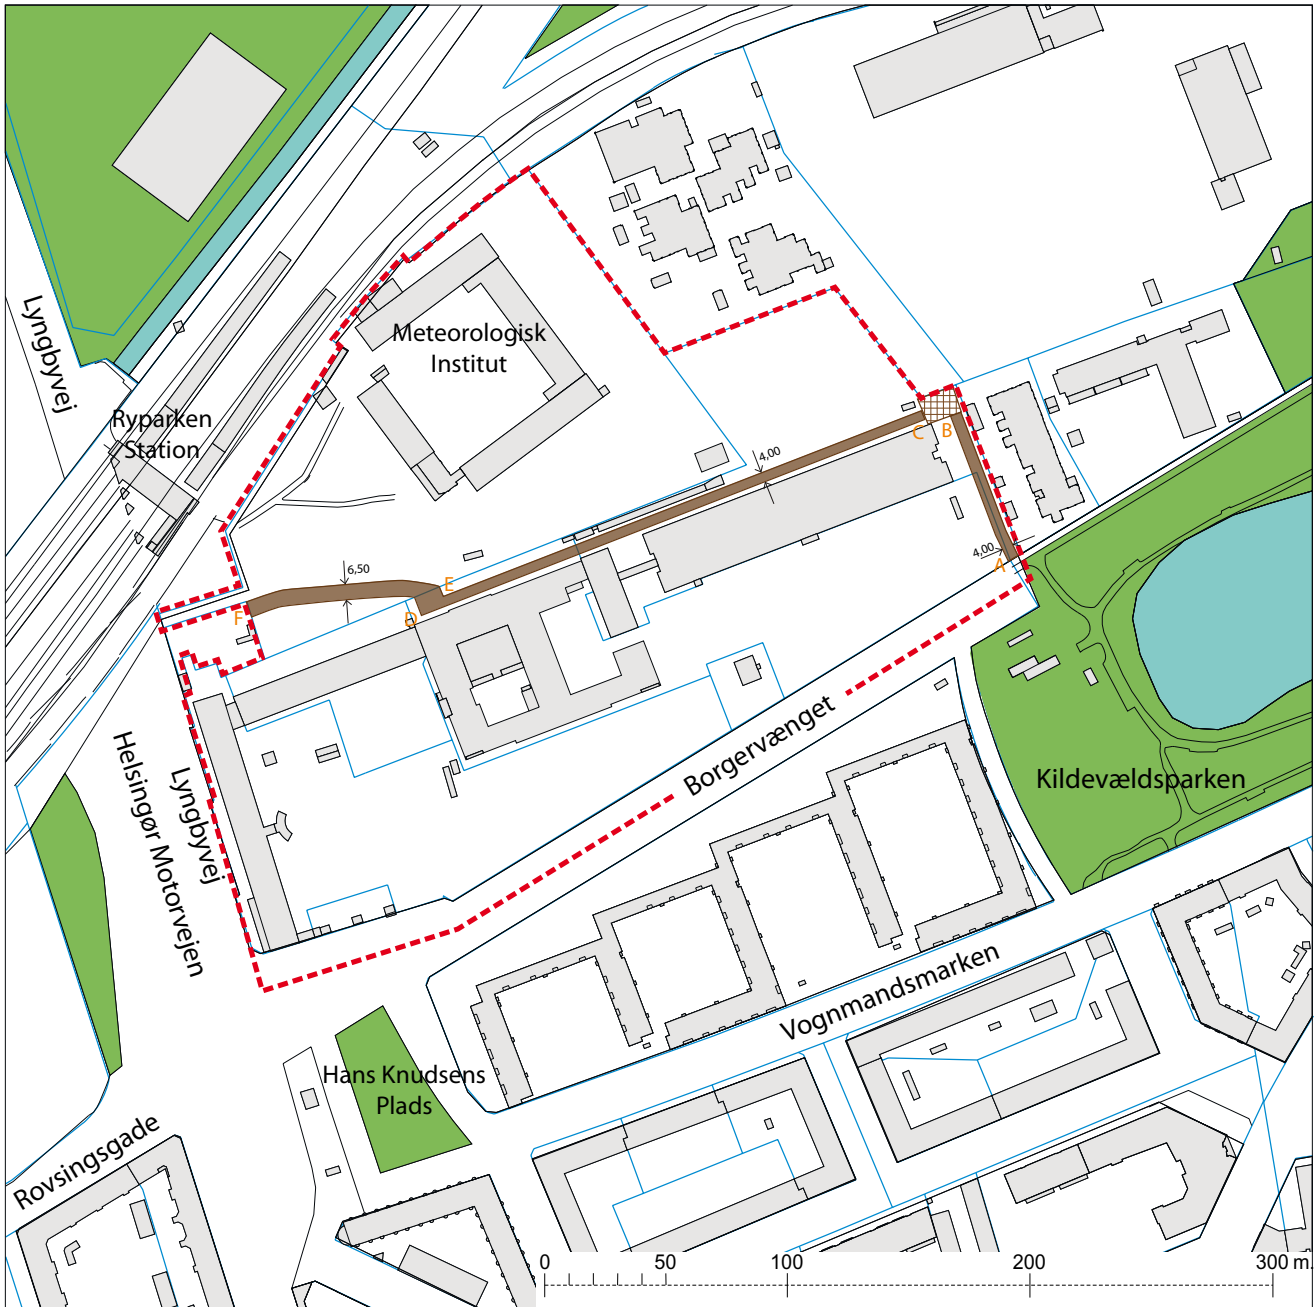 Lyngbyvej
Meteorologisk
Institut
Ryparken
Station
C
B
4,00
4,00
A
6,50
E
D
F
Borgervænget
Kildevældsparken
Lyngbyvej
Helsingør Motorvejen
Vognmandsmarken
Hans Knudsens
Plads
Rovsingsgade
0 50 100 200 300 m.